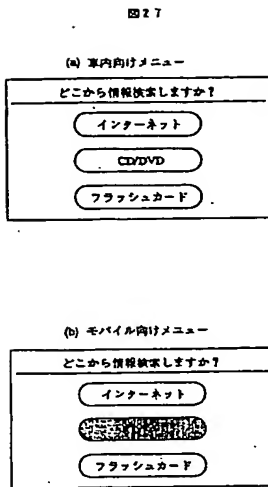 図27
(a) 車内向けメニュー
どこから情報検索しますか？
インターネット
CD/DVD
フラッシュカード
(b) モバイル向けメニュー
どこから情報検索しますか？
インターネット
フラッシュカード